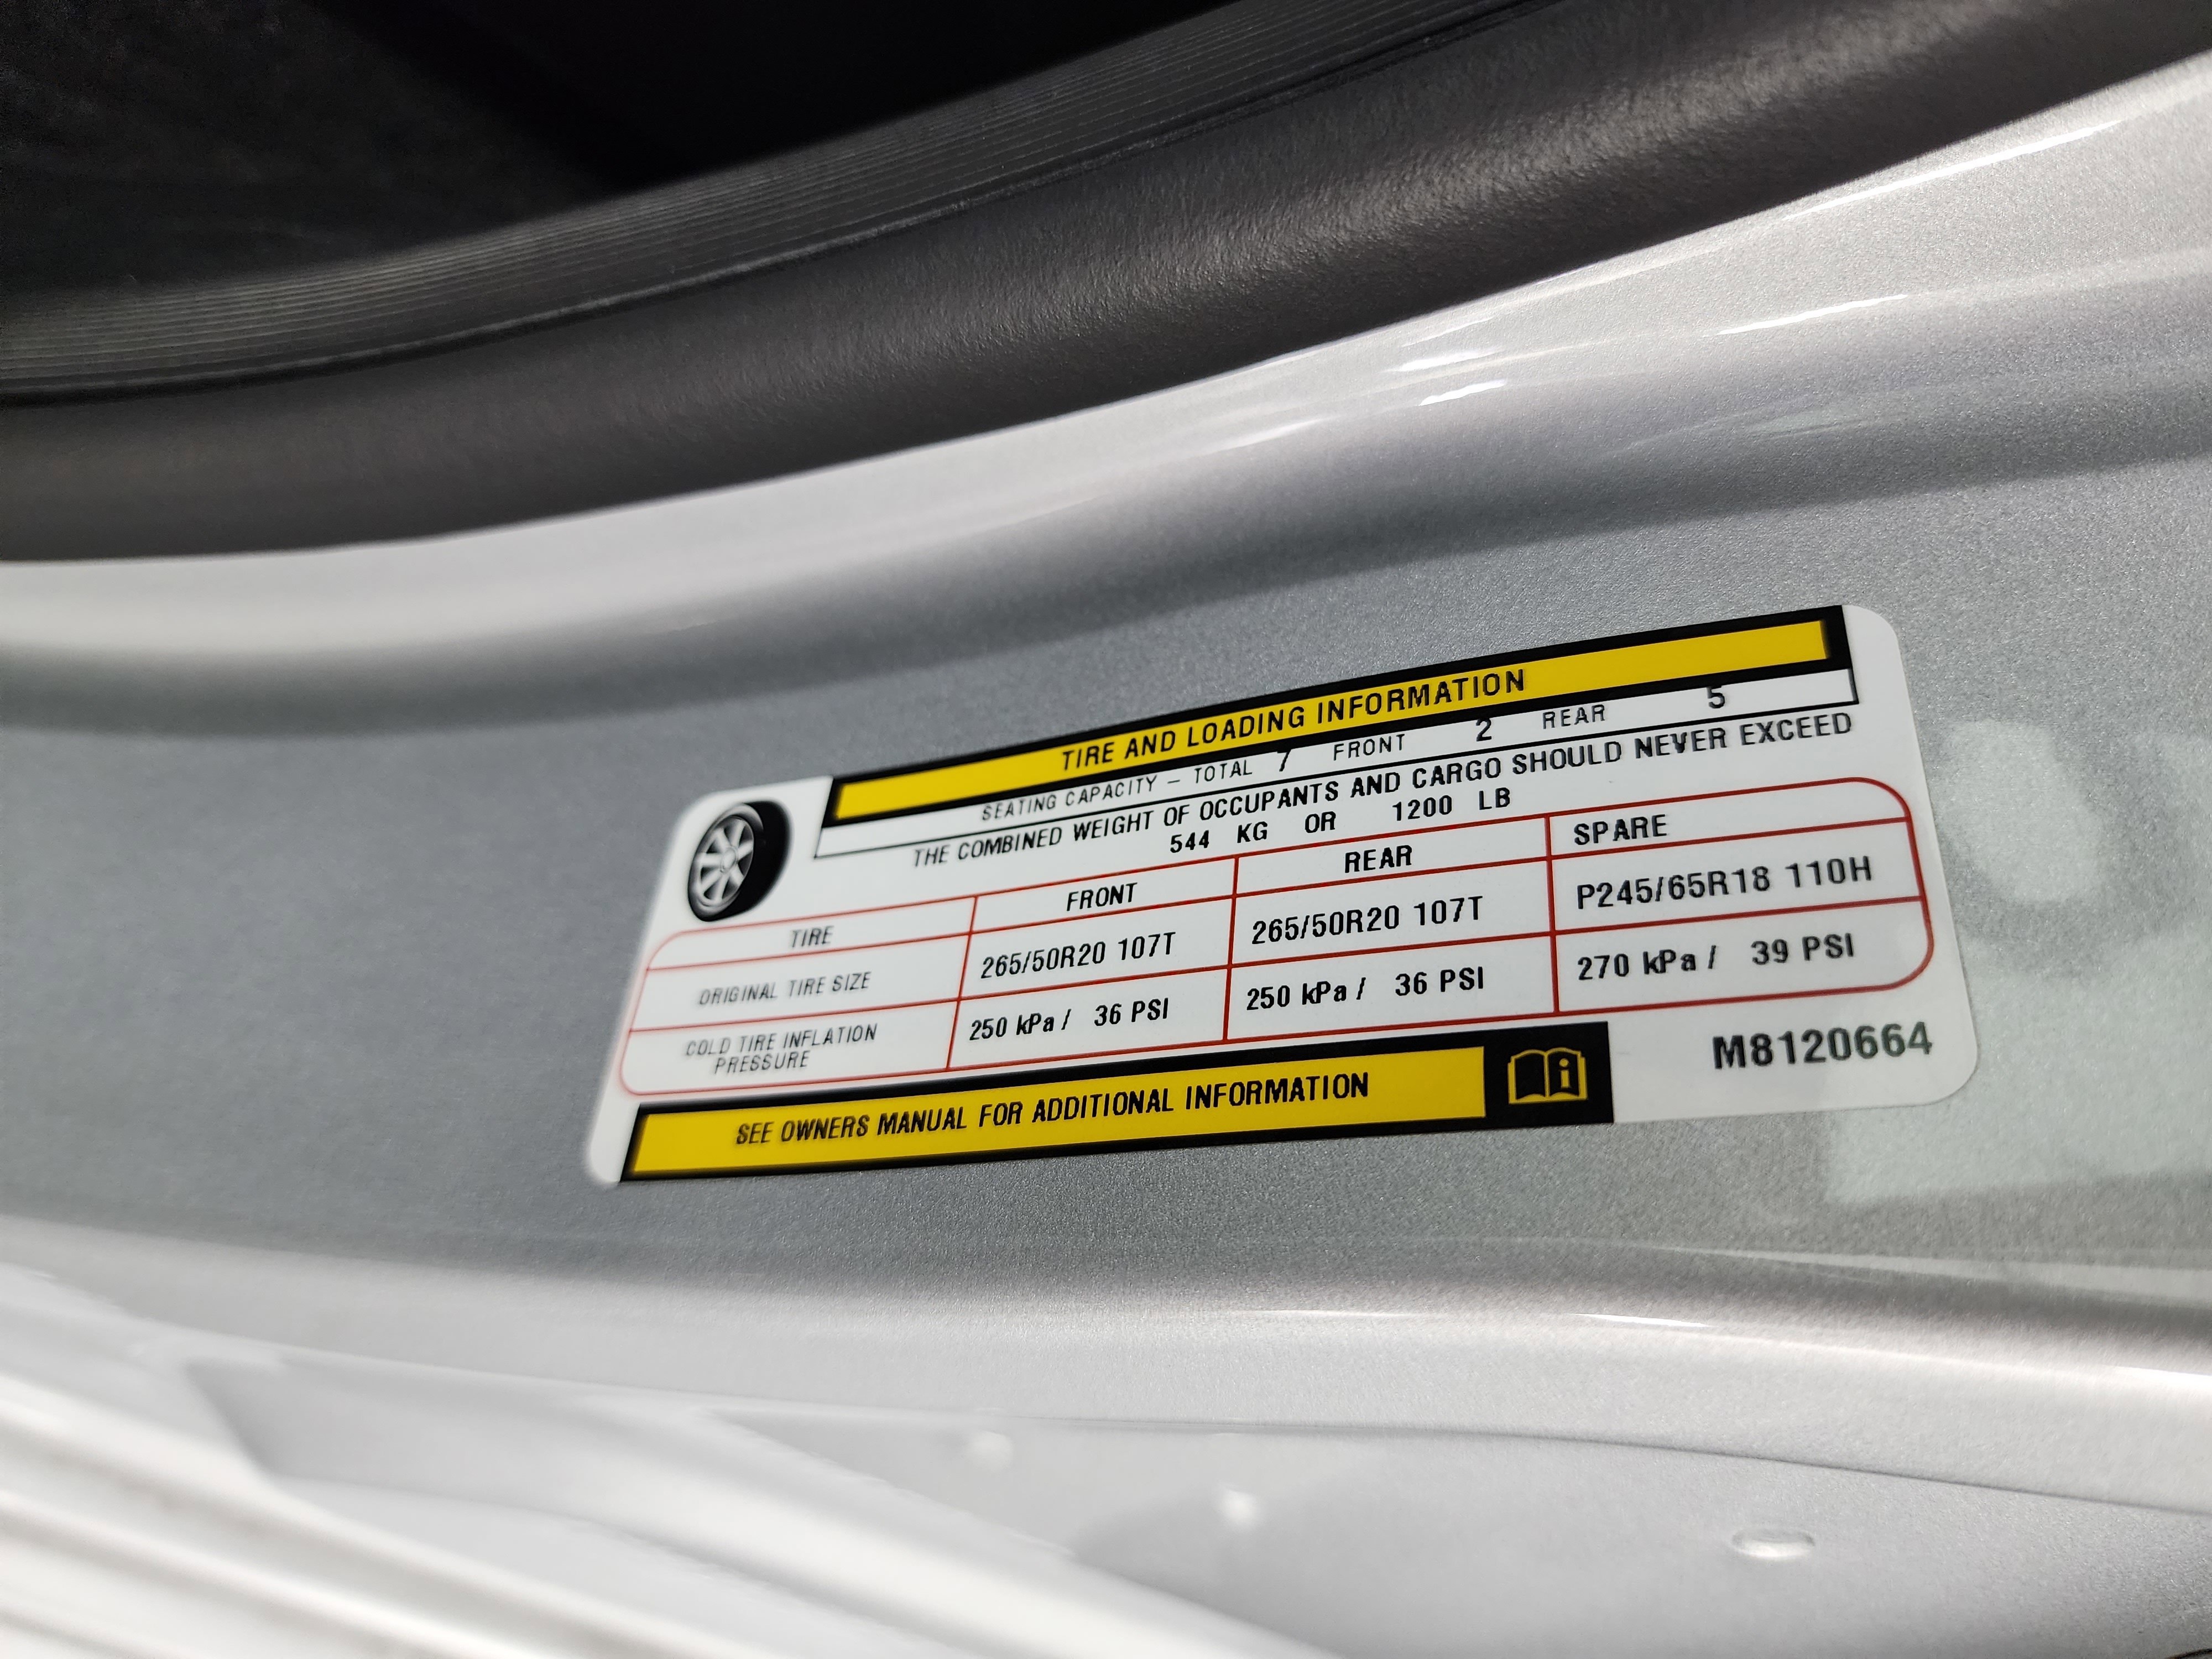 TIRE AND LOADING INFORMATION
SEATING CAPACITY – TOTAL 7 FRONT 2 REAR 5
THE COMBINED WEIGHT OF OCCUPANTS AND CARGO SHOULD NEVER EXCEED
544 KG OR 1200 LB
TIRE FRONT REAR SPARE
ORIGINAL TIRE SIZE 265/50R20 107T 265/50R20 107T P245/65R18 110H
COLD TIRE INFLATION PRESSURE 250 kPa / 36 PSI 250 kPa / 36 PSI 270 kPa / 39 PSI
SEE OWNERS MANUAL FOR ADDITIONAL INFORMATION
M8120664